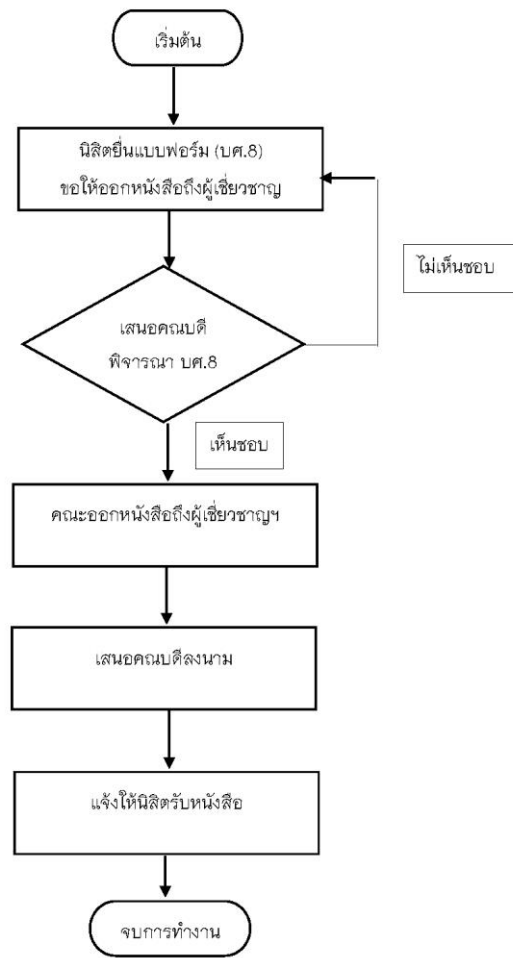 เริ่มต้น
นิสิตยื่นแบบฟอร์ม (บศ.8)
ขอให้ออกหนังสือถึงผู้เชี่ยวชาญ
ไม่เห็นชอบ
เสนอคณบดี
พิจารณา บศ.8
เห็นชอบ
คณะออกหนังสือถึงผู้เชี่ยวชาญฯ
เสนอคณบดีลงนาม
แจ้งให้นิสิตรับหนังสือ
จบการทำงาน